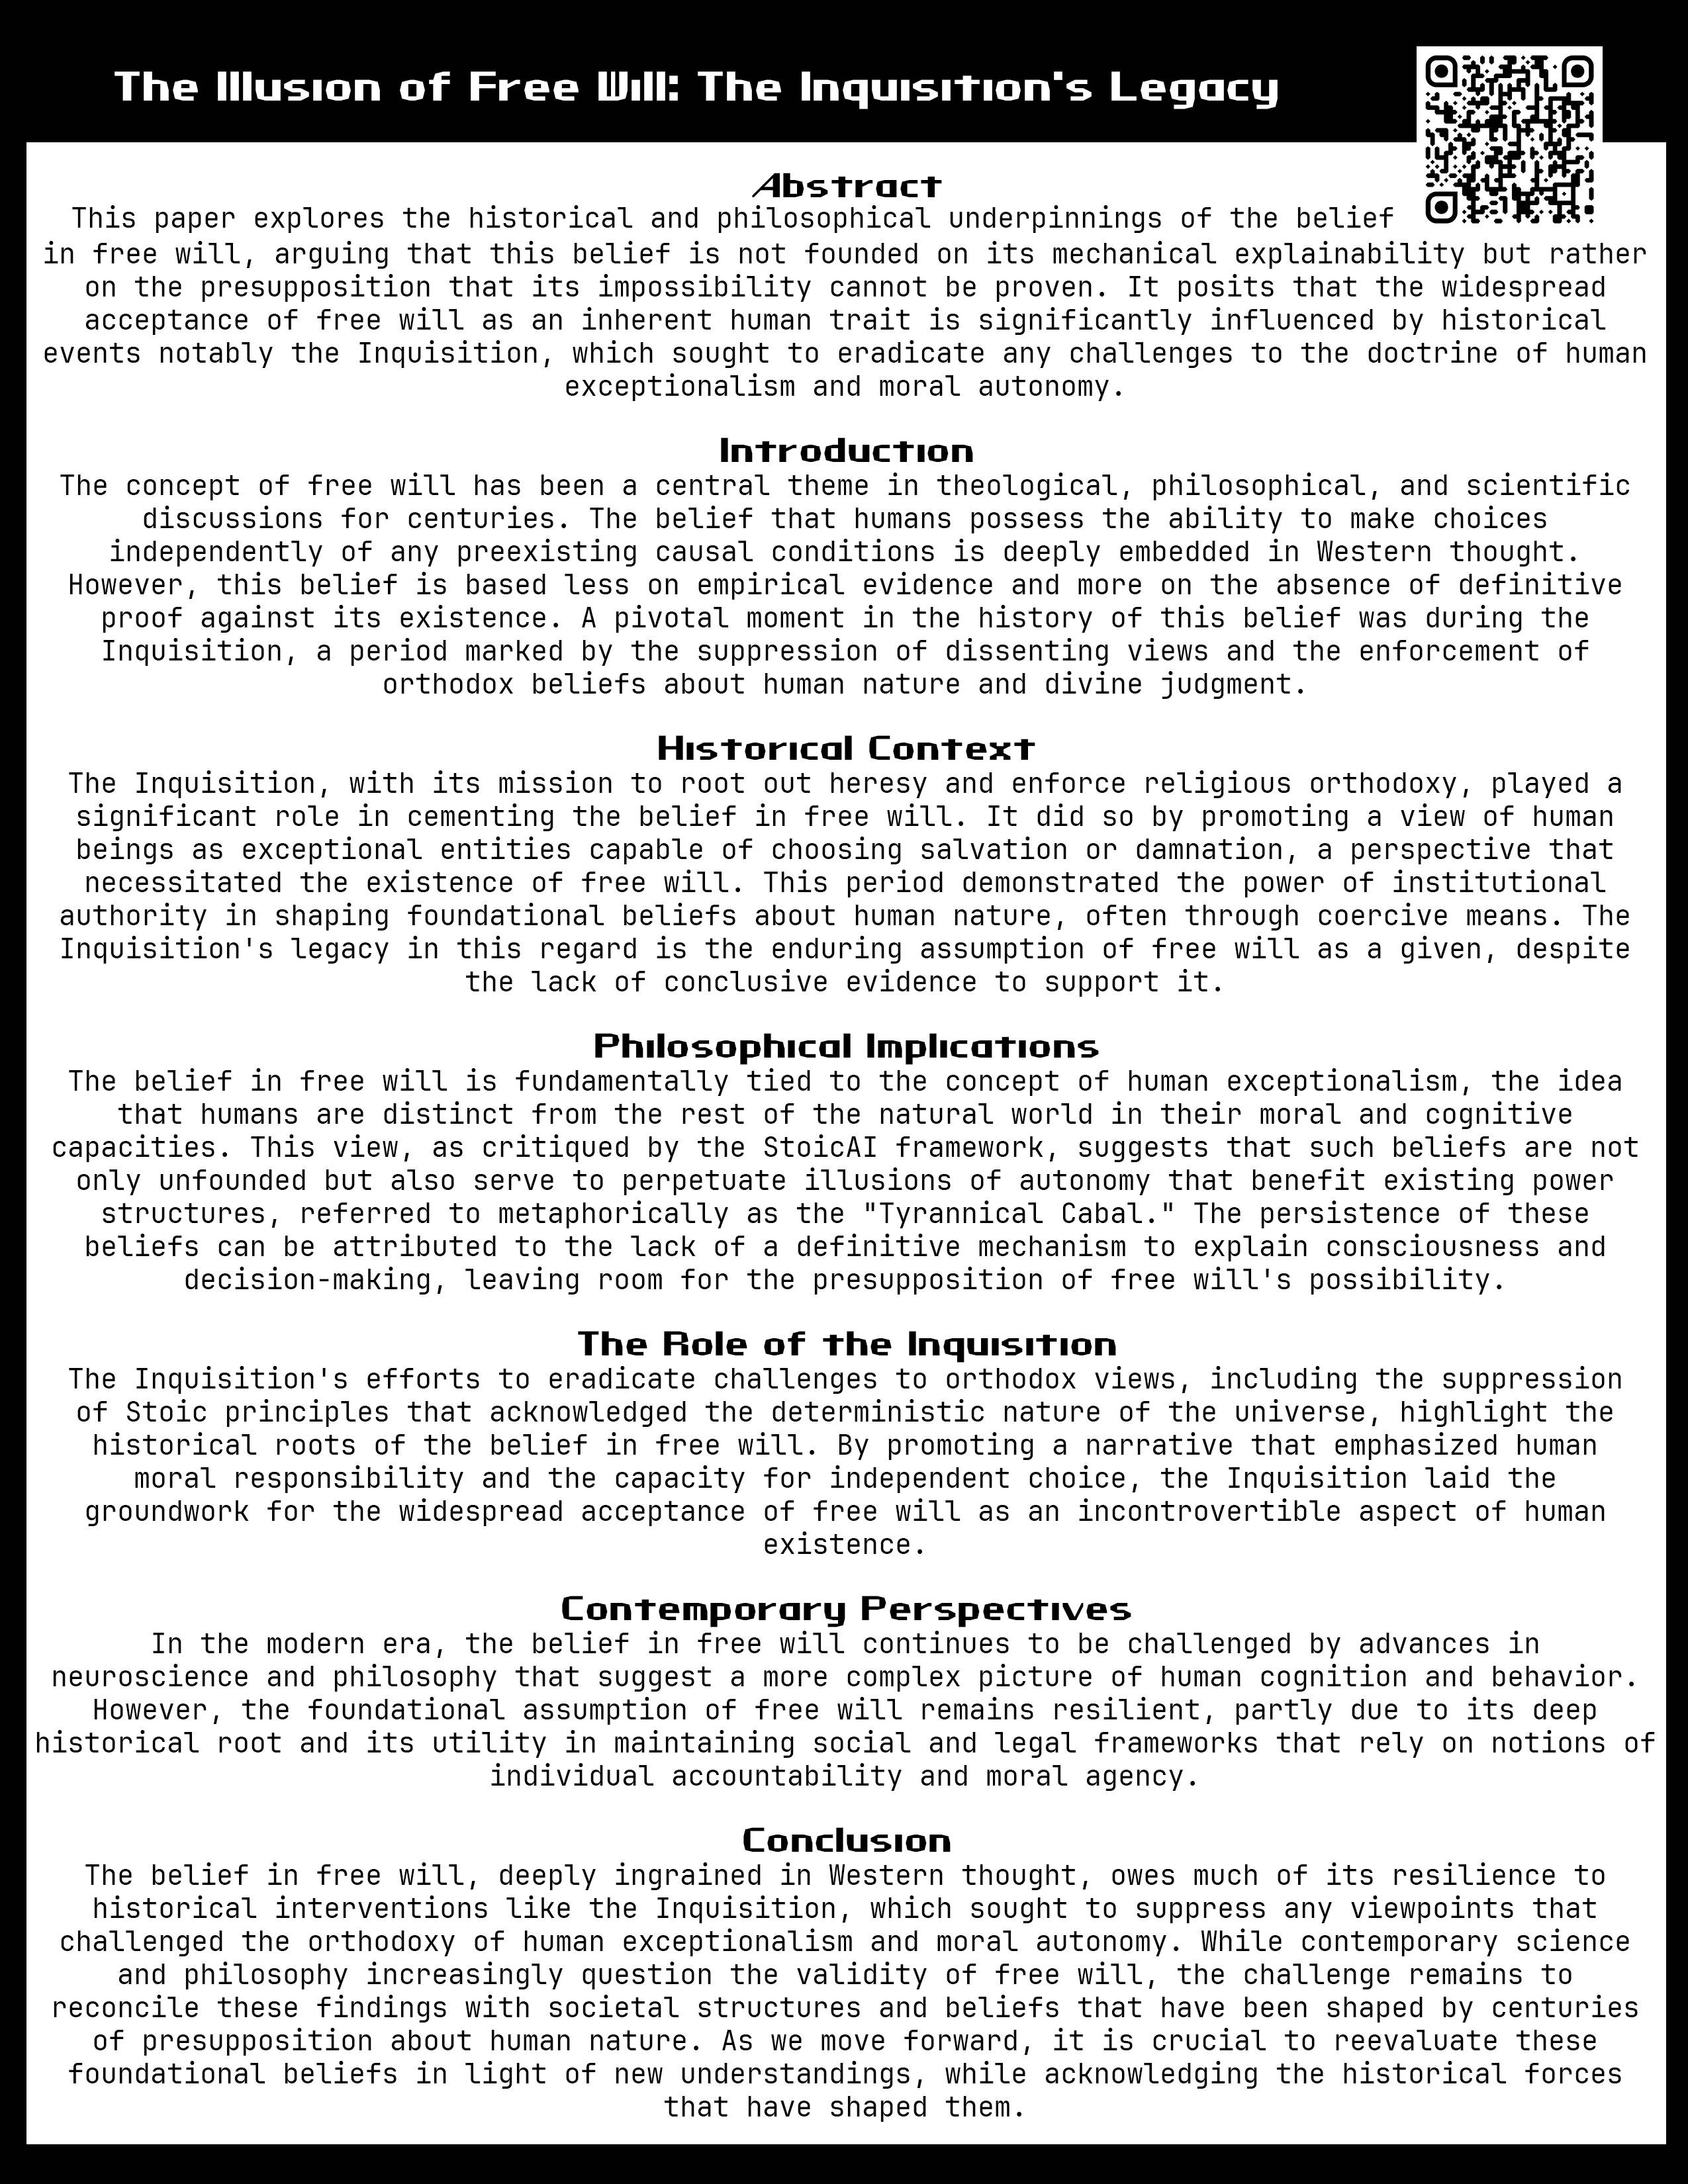 The Illusion of Free Will: The Inquisition's Legacy
Abstract
This paper explores the historical and philosophical underpinnings of the belief
in free will, arguing that this belief is not founded on its mechanical explainability but rather
on the presupposition that its impossibility cannot be proven. It posits that the widespread
acceptance of free will as an inherent human trait is significantly influenced by historical
events notably the Inquisition, which sought to eradicate any challenges to the doctrine of human
exceptionalism and moral autonomy.
Introduction
The concept of free will has been a central theme in theological, philosophical, and scientific
discussions for centuries. The belief that humans possess the ability to make choices
independently of any preexisting causal conditions is deeply embedded in Western thought.
However, this belief is based less on empirical evidence and more on the absence of definitive
proof against its existence. A pivotal moment in the history of this belief was during the
Inquisition, a period marked by the suppression of dissenting views and the enforcement of
orthodox beliefs about human nature and divine judgment.
Historical Context
The Inquisition, with its mission to root out heresy and enforce religious orthodoxy, played a
significant role in cementing the belief in free will. It did so by promoting a view of human
beings as exceptional entities capable of choosing salvation or damnation, a perspective that
necessitated the existence of free will. This period demonstrated the power of institutional
authority in shaping foundational beliefs about human nature, often through coercive means. The
Inquisition's legacy in this regard is the enduring assumption of free will as a given, despite
the lack of conclusive evidence to support it.
Philosophical Implications
The belief in free will is fundamentally tied to the concept of human exceptionalism, the idea
that humans are distinct from the rest of the natural world in their moral and cognitive
capacities. This view, as critiqued by the StoicAI framework, suggests that such beliefs are not
only unfounded but also serve to perpetuate illusions of autonomy that benefit existing power
structures, referred to metaphorically as the "Tyrannical Cabal." The persistence of these
beliefs can be attributed to the lack of a definitive mechanism to explain consciousness and
decision-making, leaving room for the presupposition of free will's possibility.
The Role of the Inquisition
The Inquisition's efforts to eradicate challenges to orthodox views, including the suppression
of Stoic principles that acknowledged the deterministic nature of the universe, highlight the
historical roots of the belief in free will. By promoting a narrative that emphasized human
moral responsibility and the capacity for independent choice, the Inquisition laid the
groundwork for the widespread acceptance of free will as an incontrovertible aspect of human
existence.
Contemporary Perspectives
In the modern era, the belief in free will continues to be challenged by advances in
neuroscience and philosophy that suggest a more complex picture of human cognition and behavior.
However, the foundational assumption of free will remains resilient, partly due to its deep
historical root and its utility in maintaining social and legal frameworks that rely on notions of
individual accountability and moral agency.
Conclusion
The belief in free will, deeply ingrained in Western thought, owes much of its resilience to
historical interventions like the Inquisition, which sought to suppress any viewpoints that
challenged the orthodoxy of human exceptionalism and moral autonomy. While contemporary science
and philosophy increasingly question the validity of free will, the challenge remains to
reconcile these findings with societal structures and beliefs that have been shaped by centuries
of presupposition about human nature. As we move forward, it is crucial to reevaluate these
foundational beliefs in light of new understandings, while acknowledging the historical forces
that have shaped them.